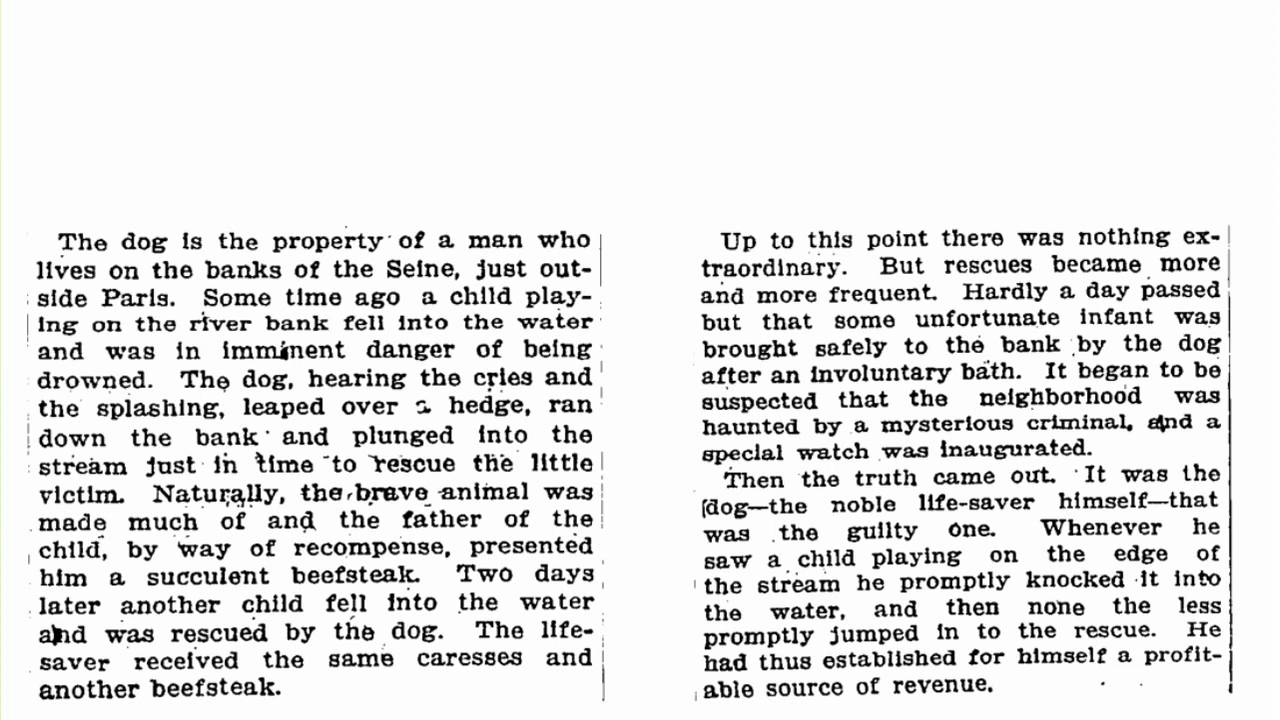 The dog is the property of a man who
lives on the banks of the Seine, just out-
side Paris. Some time ago a child play-
ing on the river bank fell into the water
and was in imminent danger of being
drowned. The dog, hearing the cries and
the splashing, leaped over a hedge, ran
down the bank and plunged into the
stream just in time to rescue the little
victim. Naturally, the brave animal was
made much of and the father of the
child, by way of recompense, presented
him a succulent beefsteak. Two days
later another child fell into the water
and was rescued by the dog. The life-
saver received the same caresses and
another beefsteak.
Up to this point there was nothing ex-
traordinary. But rescues became more
and more frequent. Hardly a day passed
but that some unfortunate infant was
brought safely to the bank by the dog
after an involuntary bath. It began to be
suspected that the neighborhood was
haunted by a mysterious criminal, and a
special watch was inaugurated.
Then the truth came out. It was the
dog—the noble life-saver himself—that
was the guilty one. Whenever he
saw a child playing on the edge of
the stream he promptly knocked it into
the water, and then none the less
promptly jumped in to the rescue. He
had thus established for himself a profit-
able source of revenue.